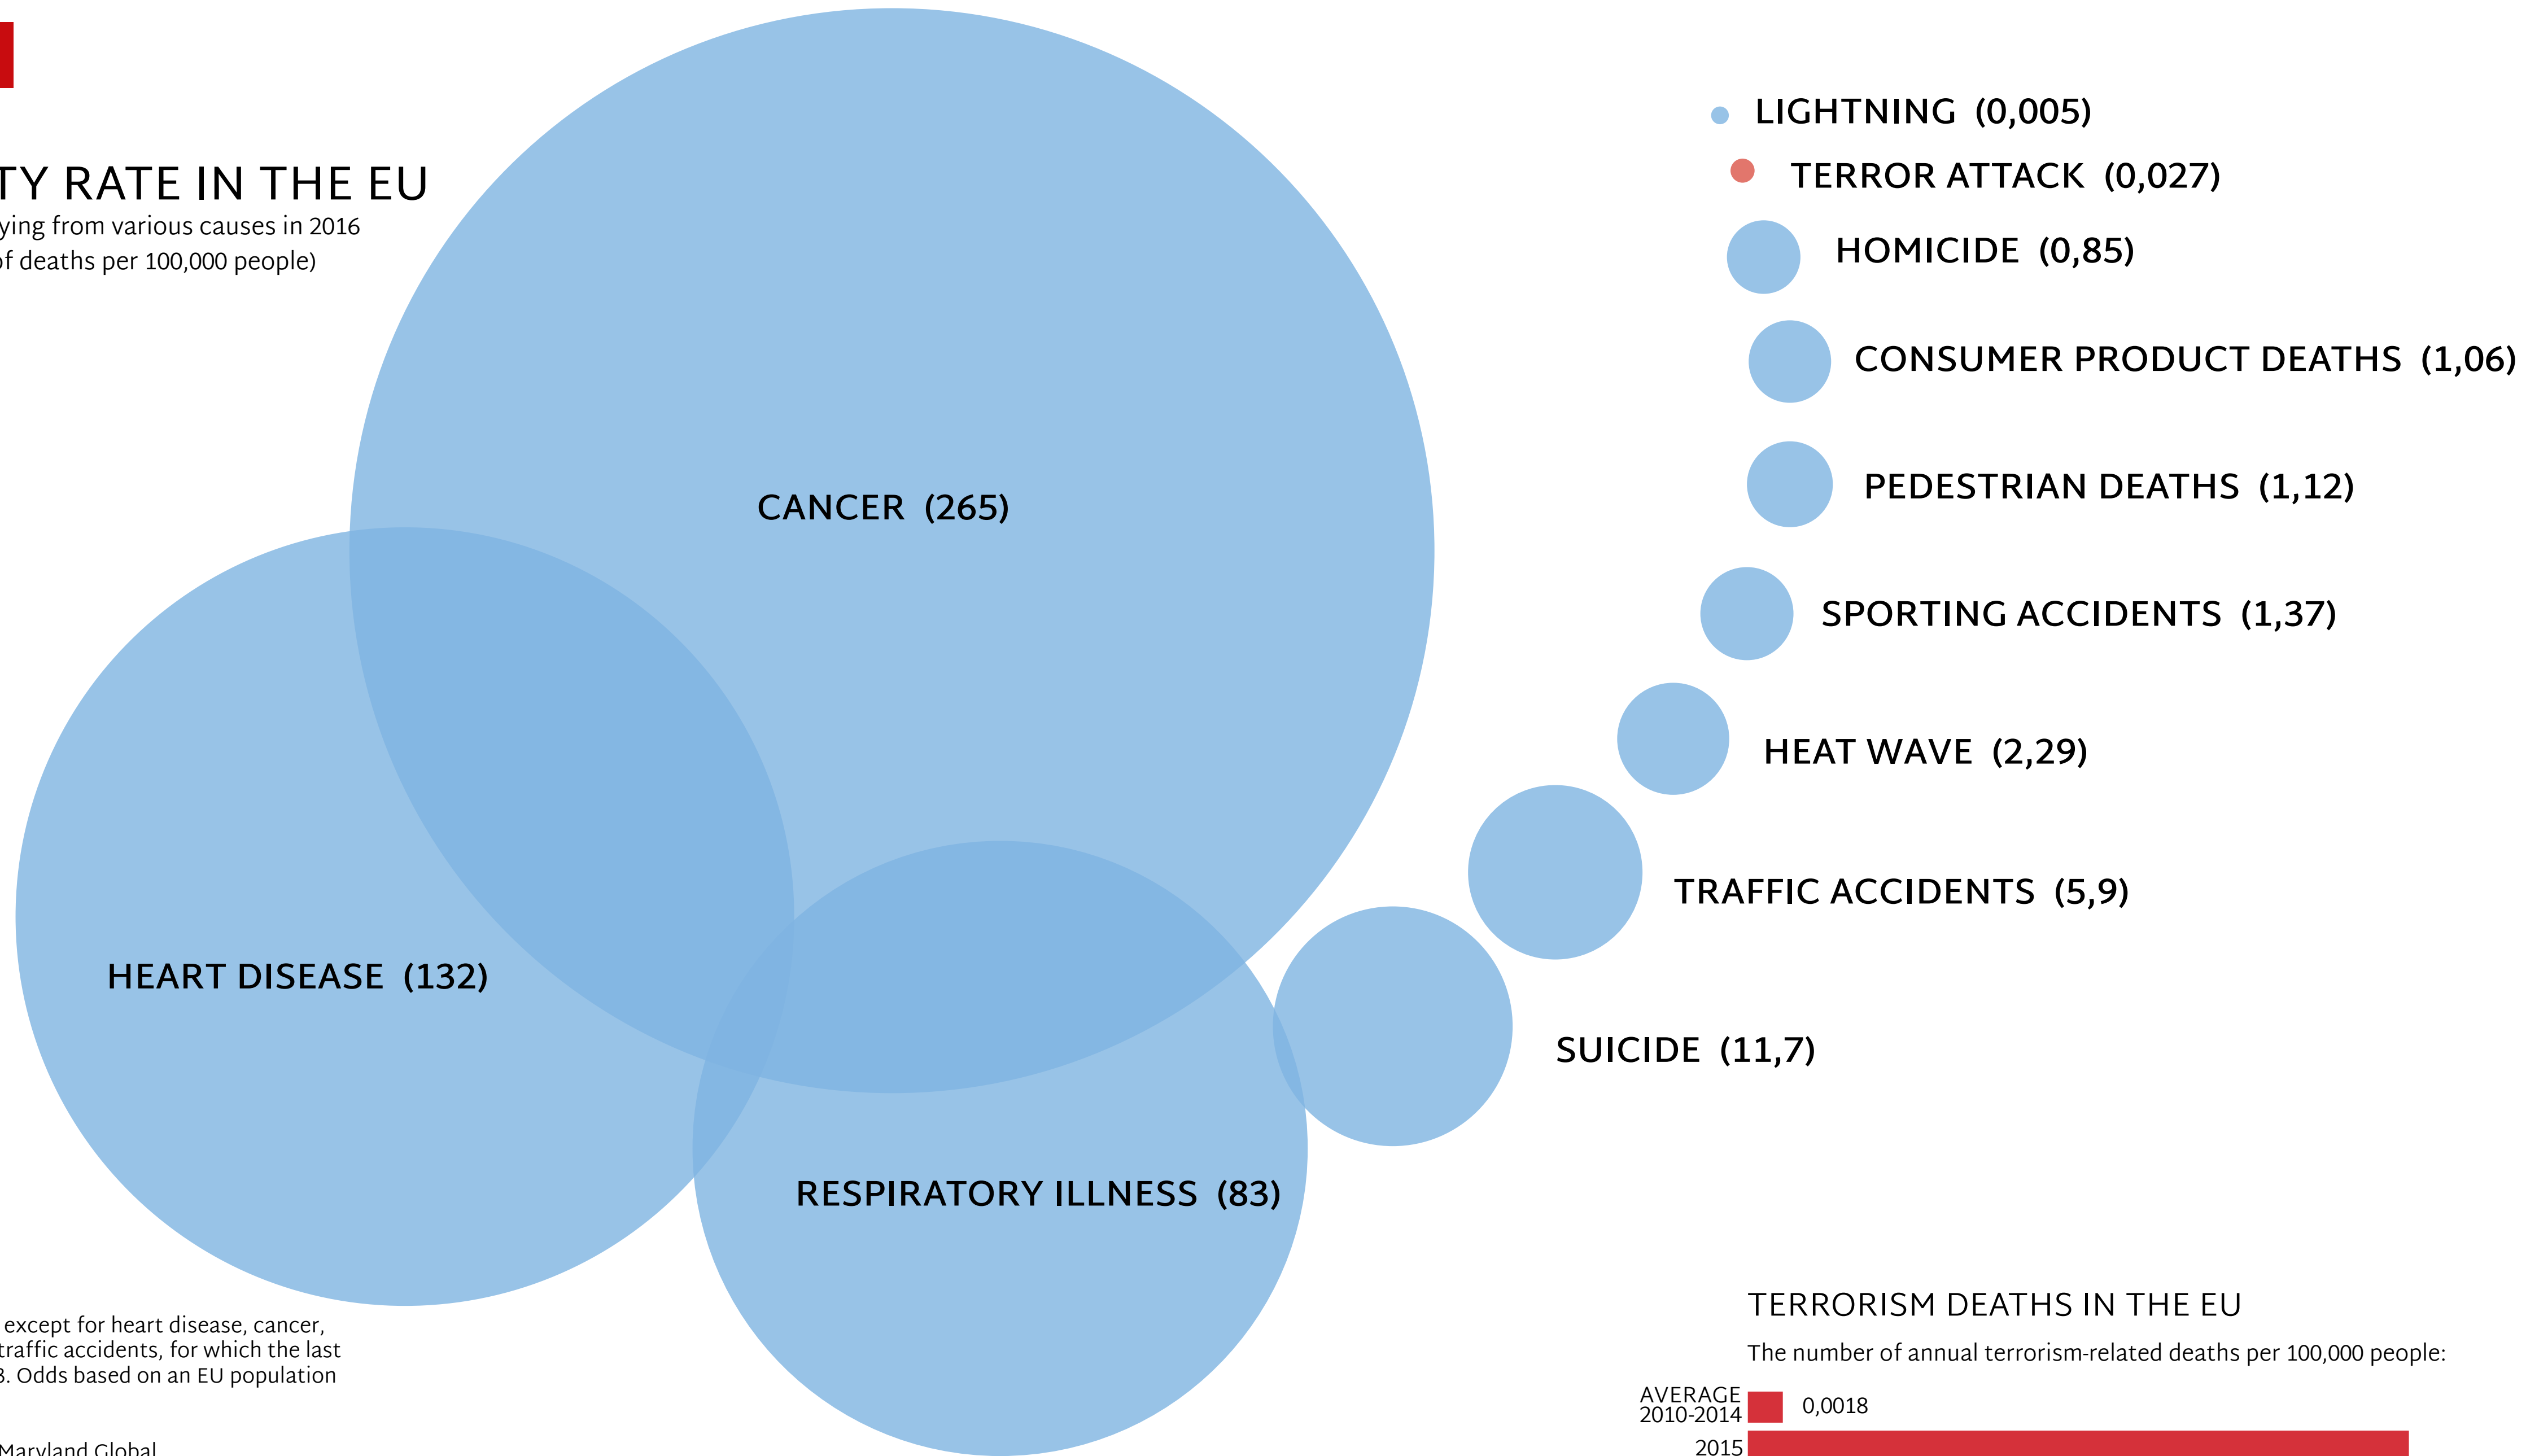 TY RATE IN THE EU
ying from various causes in 2016
of deaths per 100,000 people)
LIGHTNING (0,005)
TERROR ATTACK (0,027)
HOMICIDE (0,85)
CONSUMER PRODUCT DEATHS (1,06)
PEDESTRIAN DEATHS (1,12)
SPORTING ACCIDENTS (1,37)
HEAT WAVE (2,29)
TRAFFIC ACCIDENTS (5,9)
SUICIDE (11,7)
CANCER (265)
HEART DISEASE (132)
RESPIRATORY ILLNESS (83)
except for heart disease, cancer,
traffic accidents, for which the last
3. Odds based on an EU population
Maryland Global
TERRORISM DEATHS IN THE EU
The number of annual terrorism-related deaths per 100,000 people:
AVERAGE
2010-2014
0,0018
2015